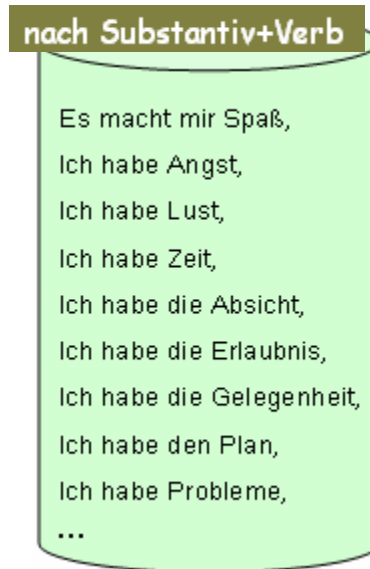 nach Substantiv+Verb
Es macht mir Spaß,
Ich habe Angst,
Ich habe Lust,
Ich habe Zeit,
Ich habe die Absicht,
Ich habe die Erlaubnis,
Ich habe die Gelegenheit,
Ich habe den Plan,
Ich habe Probleme,
...